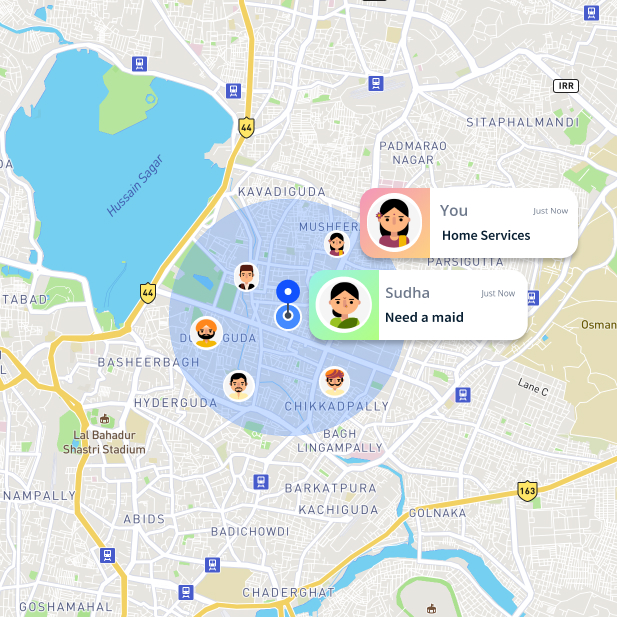 IRR
SITAPHALMANDI
44
PADMARAO
NAGAR
Hussain Sagar
KAVADIGUDA
You
Just Now
Home Services
MUSHFER
PARSIGUTTA
44
Sudha
Just Now
Need a maid
TABAD
Osman
GUDA
BASHEERBAGH
Lane C
HYDERGUDA
CHIKKADPALLY
Lal Bahadur
Shastri Stadium
BAGH
LINGAMPALLY
NAMPALLY
BARKATPURA
163
KACHIGUDA
GOLNAKA
ABIDS
BADICHOWDI
CHADERGHAT
GOSHAMAHAL